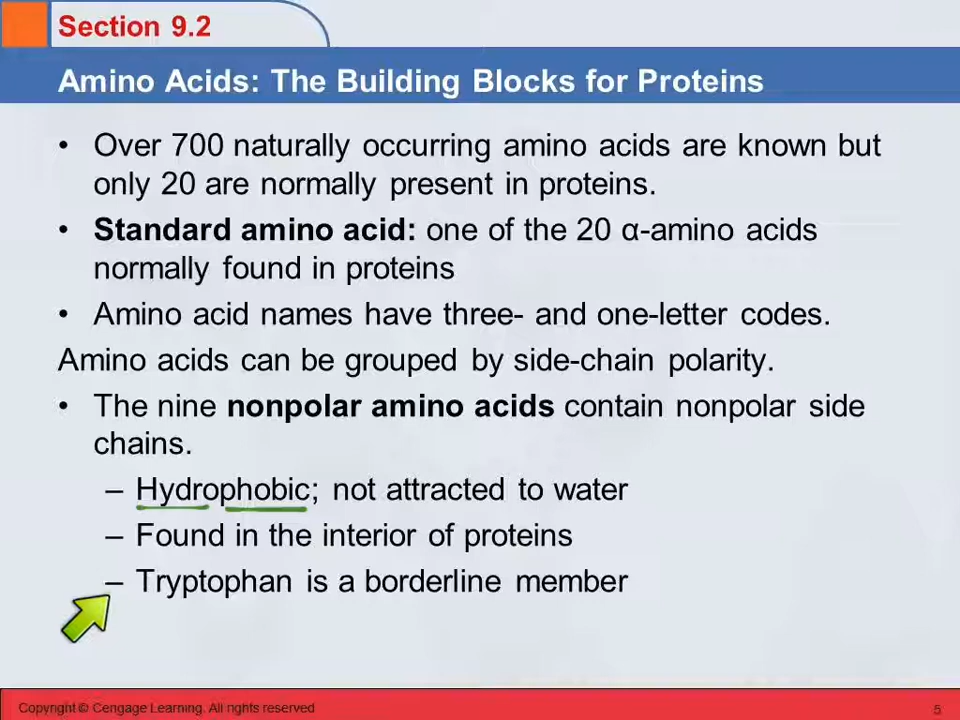 Section 9.2
Amino Acids: The Building Blocks for Proteins
• Over 700 naturally occurring amino acids are known but
only 20 are normally present in proteins.
• Standard amino acid: one of the 20 α-amino acids
normally found in proteins
• Amino acid names have three- and one-letter codes.
Amino acids can be grouped by side-chain polarity.
• The nine nonpolar amino acids contain nonpolar side
chains.
– Hydrophobic; not attracted to water
– Found in the interior of proteins
– Tryptophan is a borderline member
Copyright © Cengage Learning. All rights reserved
5